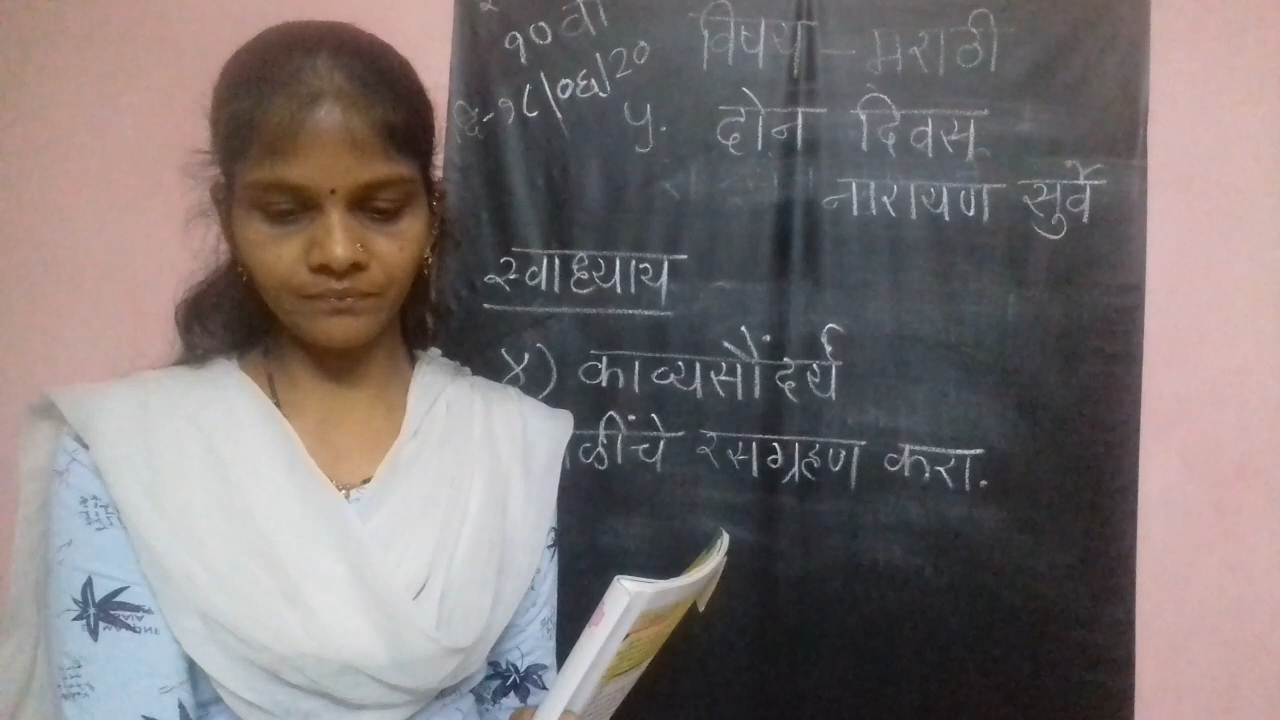 १० वी
विषय - मराठी
दि-१८/०६/20
५. दोन दिवस
नारायण सुर्वे
स्वाध्याय
४) काव्यसौंदर्य
ळींचे रसग्रहण करा.